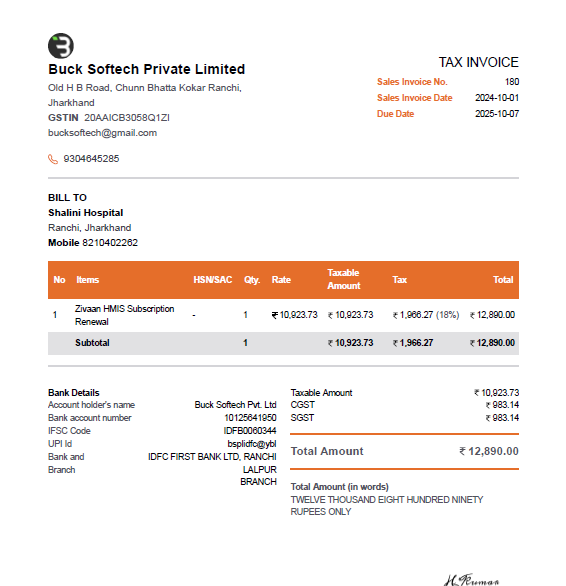 Buck Softech Private Limited
Old H B Road, Chunn Bhatta Kokar Ranchi,
Jharkhand
GSTIN 20AAICB3058Q1ZI
bucksoftech@gmail.com
9304645285
TAX INVOICE
Sales Invoice No. 180
Sales Invoice Date 2024-10-01
Due Date 2025-10-07
BILL TO
Shalini Hospital
Ranchi, Jharkhand
Mobile 8210402262
No Items HSN/SAC Qty. Rate Taxable Amount Tax Total
1 Zivaan HMIS Subscription Renewal - 1 ₹ 10,923.73 ₹ 10,923.73 ₹ 1,966.27 (18%) ₹ 12,890.00
Subtotal 1 ₹ 10,923.73 ₹ 1,966.27 ₹ 12,890.00
Bank Details
Account holder's name Buck Softech Pvt. Ltd
Bank account number 10125641950
IFSC Code IDFB0060344
UPI Id bsplidfc@ybl
Bank and IDFC FIRST BANK LTD, RANCHI
Branch LALPUR
BRANCH
Taxable Amount ₹ 10,923.73
CGST ₹ 983.14
SGST ₹ 983.14
Total Amount ₹ 12,890.00
Total Amount (in words)
TWELVE THOUSAND EIGHT HUNDRED NINETY
RUPEES ONLY
H. Kumar